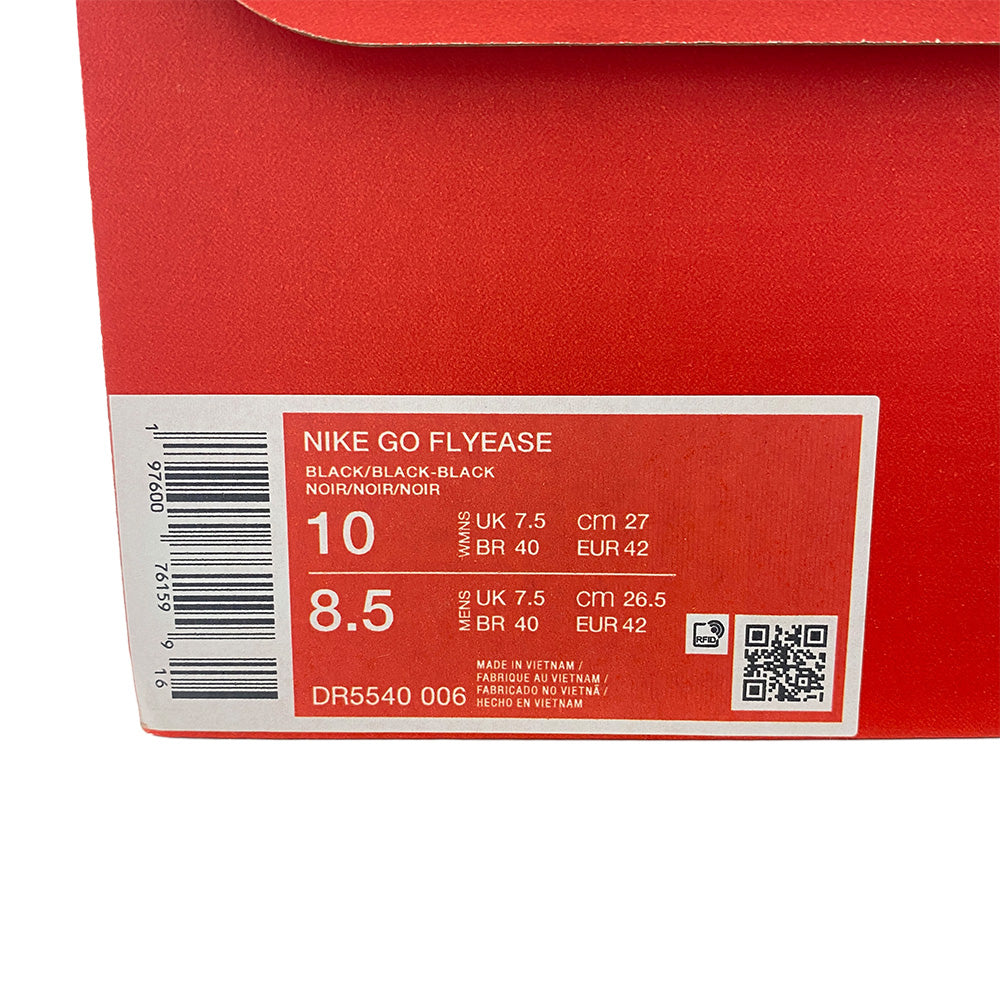 NIKE GO FLYEASE
BLACK/BLACK-BLACK
NOIR/NOIR/NOIR
10 WMNS UK 7.5 cm 27
BR 40 EUR 42
8.5 MENS UK 7.5 cm 26.5
BR 40 EUR 42
RFID
DR5540 006
MADE IN VIETNAM /
FABRIQUE AU VIETNAM /
FABRICADO NO VIETNÃ /
HECHO EN VIETNAM
1 97600 76159 9 16